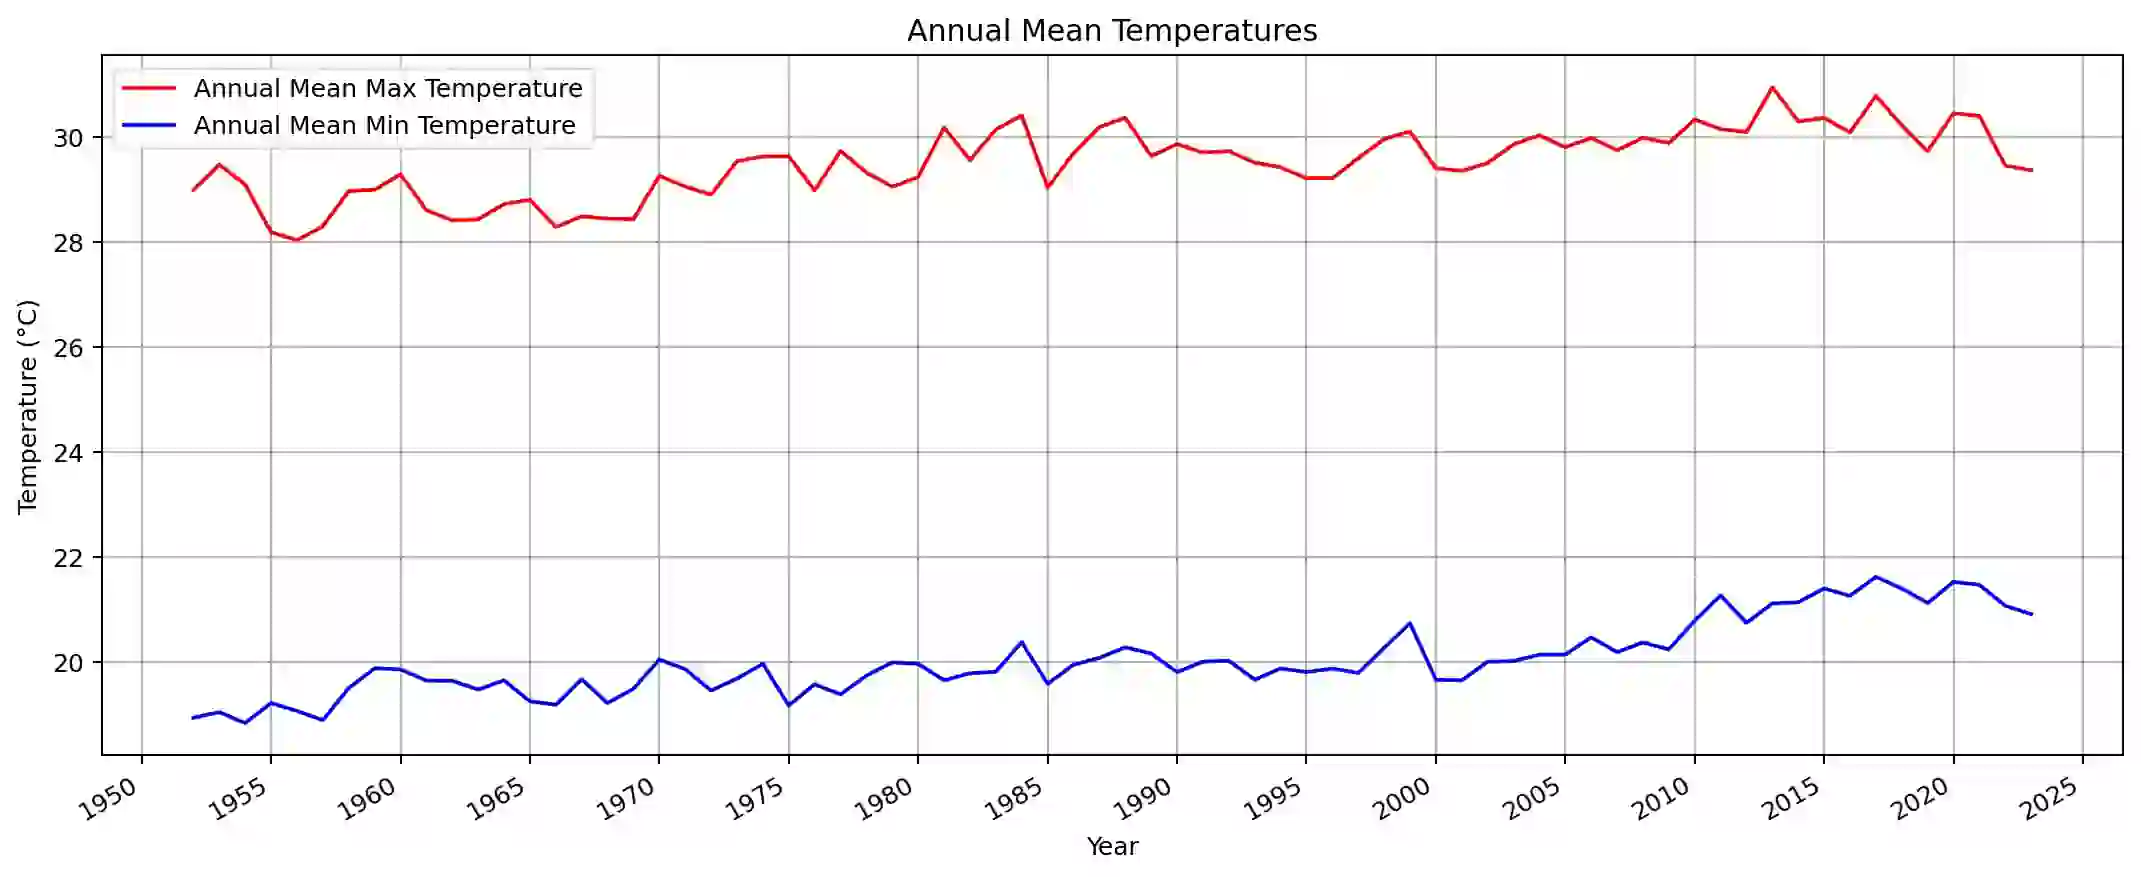 Annual Mean Temperatures
Annual Mean Max Temperature
Annual Mean Min Temperature
Temperature (°C)
30
28
26
24
22
20
1950 1955 1960 1965 1970 1975 1980 1985 1990 1995 2000 2005 2010 2015 2020 2025
Year